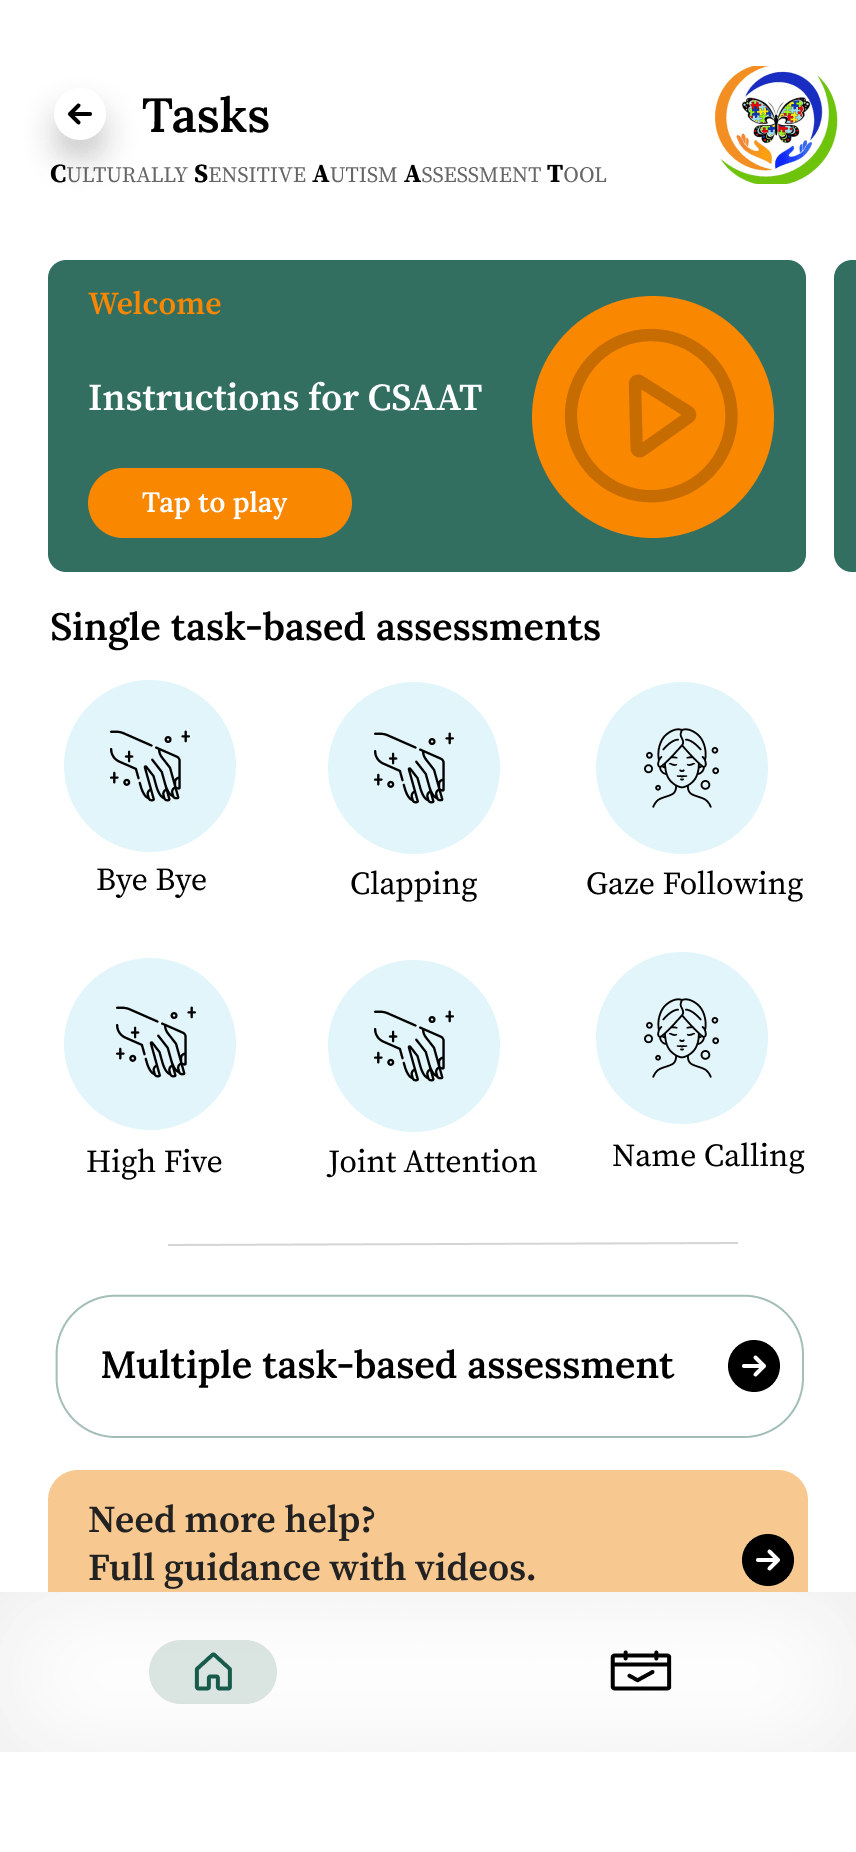 Tasks
CULTURALLY SENSITIVE AUTISM ASSESSMENT TOOL
Welcome
Instructions for CSAAT
Tap to play
Single task-based assessments
Bye Bye
Clapping
Gaze Following
High Five
Joint Attention
Name Calling
Multiple task-based assessment
Need more help?
Full guidance with videos.